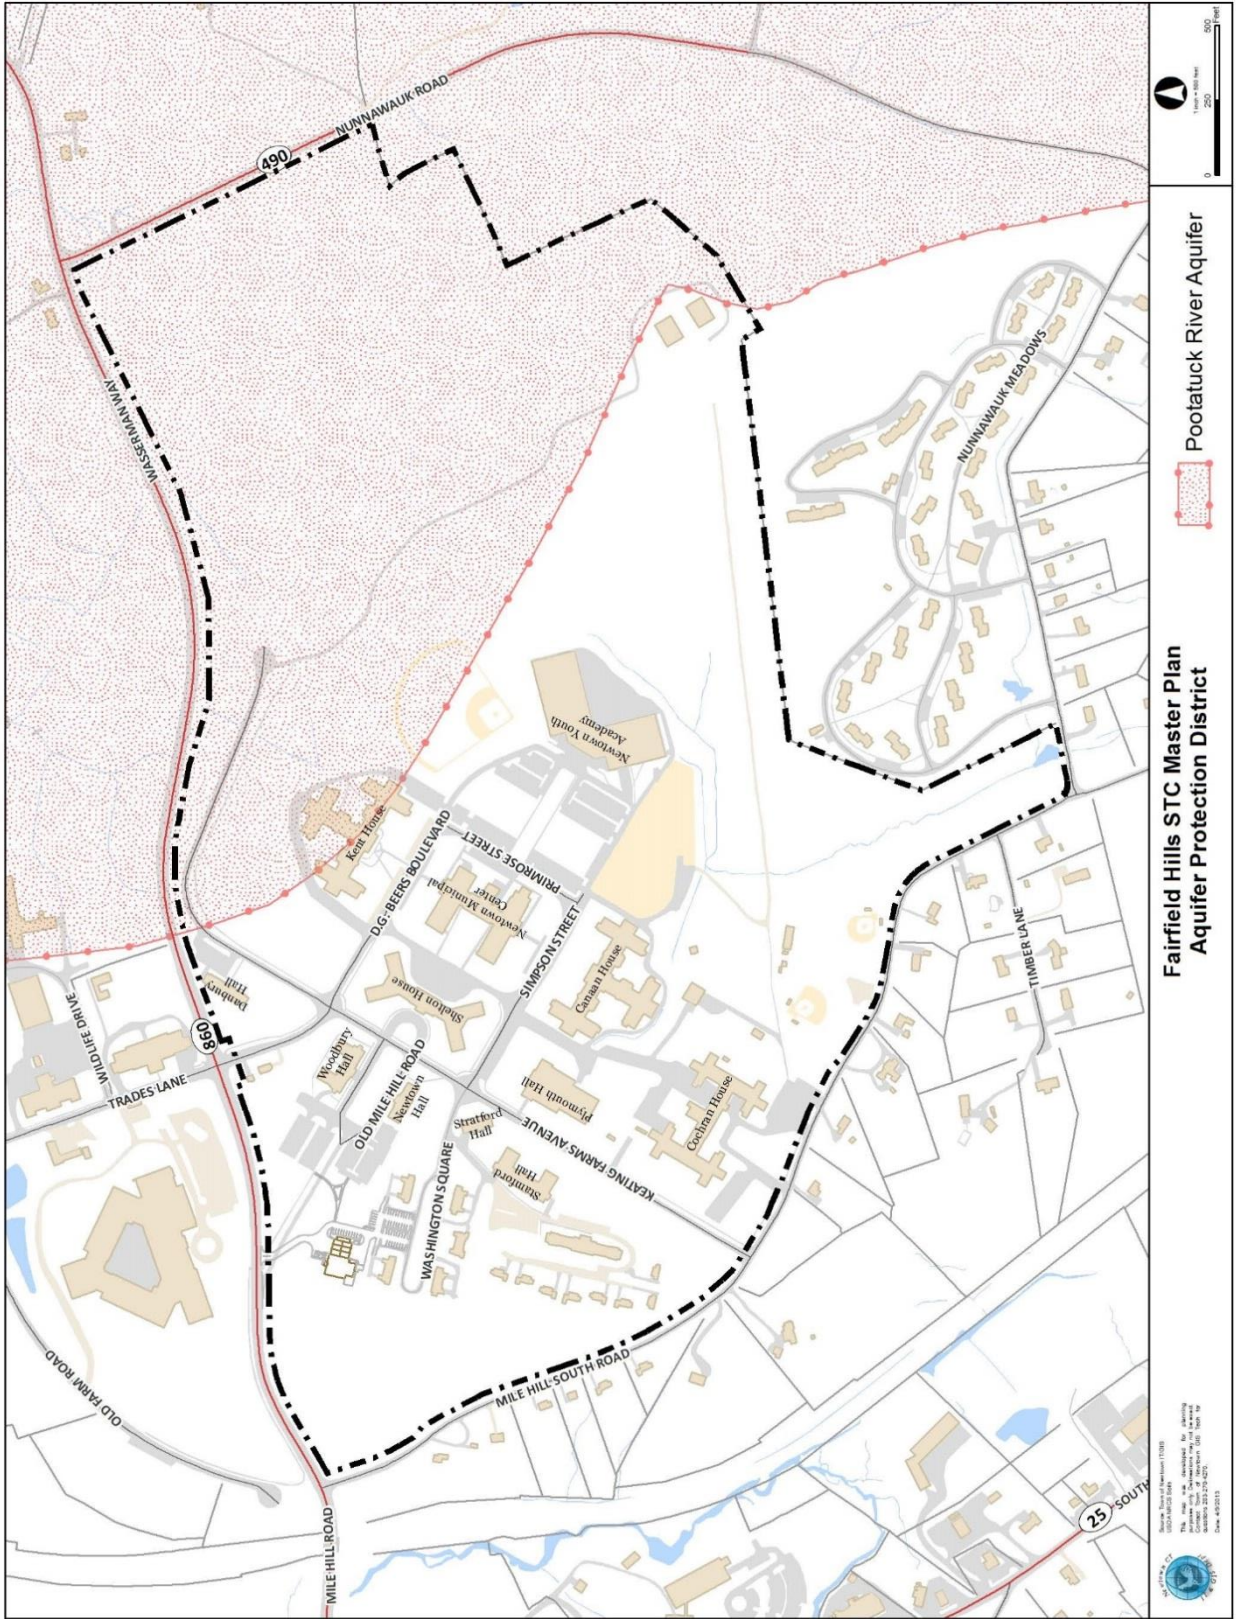 OLD FARM ROAD
MILE HILL ROAD
TRADES LANE
WILDLIFE DRIVE
860
WASSERMAN WAY
490
NUNNAWAUK ROAD
Danbury
Hall
Woodbury
Hall
OLD MILE HILL ROAD
Newtown
Hall
Shelton House
Kent House
D.G. BEERS BOULEVARD
Newtown Municipal
Center
PRIMROSE STREET
SIMPSON STREET
Newtown Youth
Academy
WASHINGTON SQUARE
Stratford
Hall
Stamford
Hall
Plymouth Hall
Canaan House
Cochran House
KEATING FARMS AVENUE
MILE HILL SOUTH ROAD
TIMBER LANE
NUNNAWAUK MEADOWS
25
SOUTH
Fairfield Hills STC Master Plan
Aquifer Protection District
Pootatuck River Aquifer
1 inch = 500 feet
0 250 500
Feet